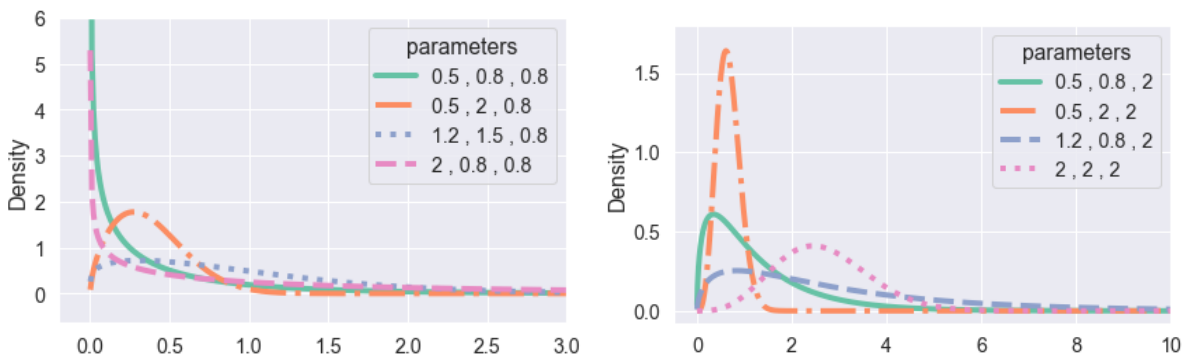 parameters
0.5 , 0.8 , 0.8
0.5 , 2 , 0.8
1.2 , 1.5 , 0.8
2 , 0.8 , 0.8
Density
6
5
4
3
2
1
0
0.0 0.5 1.0 1.5 2.0 2.5 3.0
parameters
0.5 , 0.8 , 2
0.5 , 2 , 2
1.2 , 0.8 , 2
2 , 2 , 2
Density
1.5
1.0
0.5
0.0
0 2 4 6 8 10